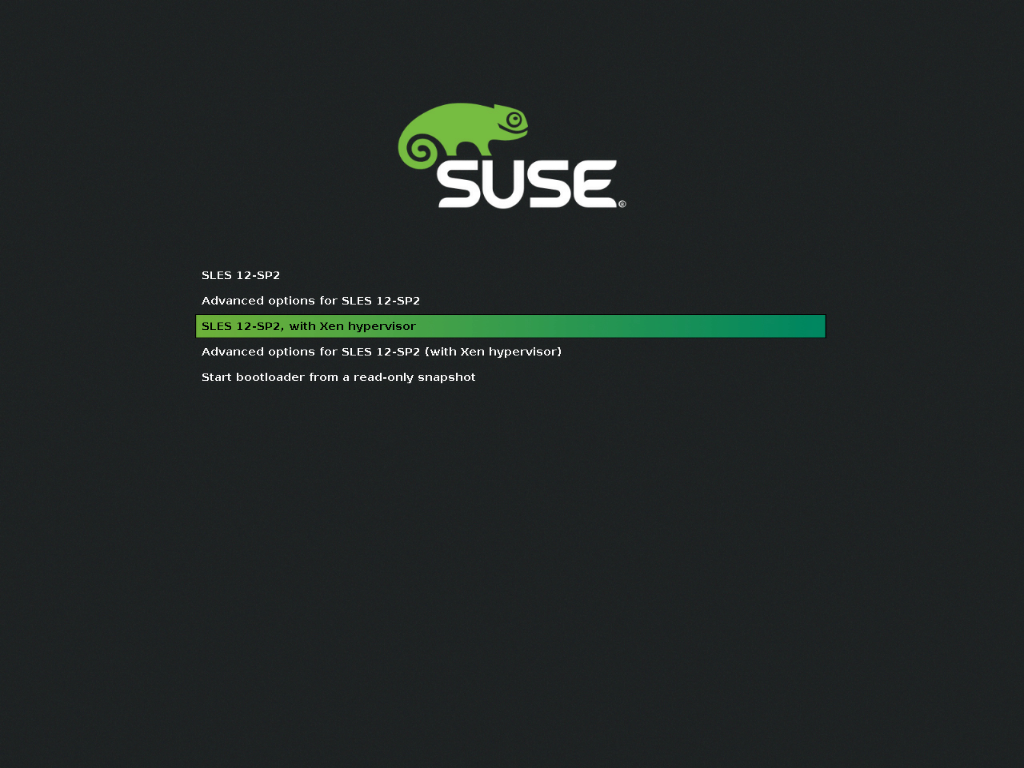 SUSE®
SLES 12-SP2
Advanced options for SLES 12-SP2
SLES 12-SP2, with Xen hypervisor
Advanced options for SLES 12-SP2 (with Xen hypervisor)
Start bootloader from a read-only snapshot